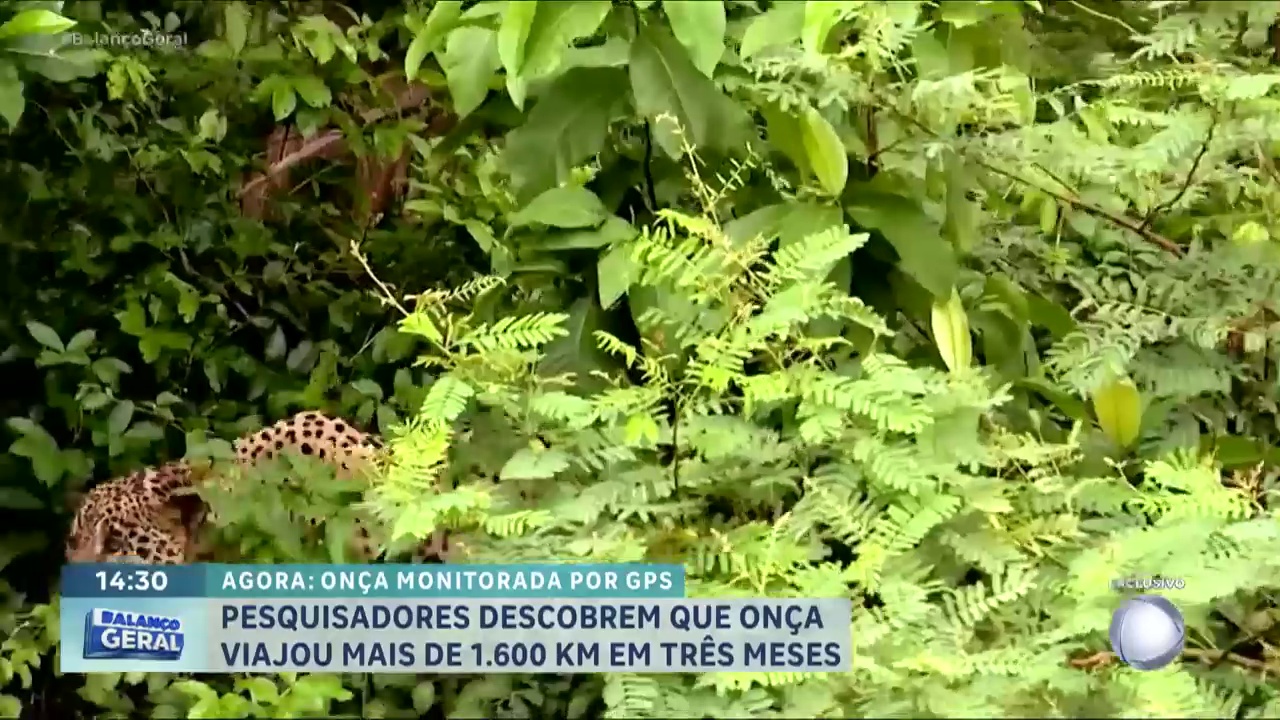 #BalançoGeral
14:30
AGORA: ONÇA MONITORADA POR GPS
BALANÇO
GERAL
PESQUISADORES DESCOBREM QUE ONÇA
VIAJOU MAIS DE 1.600 KM EM TRÊS MESES
EXCLUSIVO